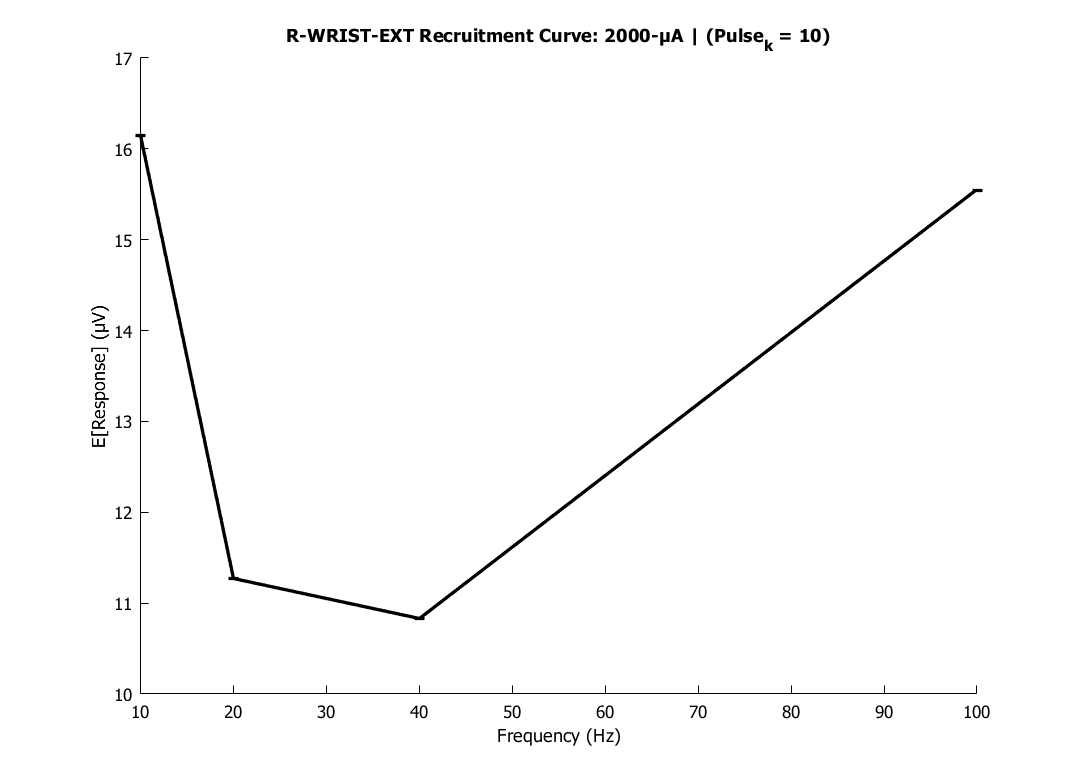 R-WRIST-EXT Recruitment Curve: 2000-µA | (Pulsek = 10)
17
16
15
14
13
12
11
10
E[Response] (µV)
10 20 30 40 50 60 70 80 90 100
Frequency (Hz)